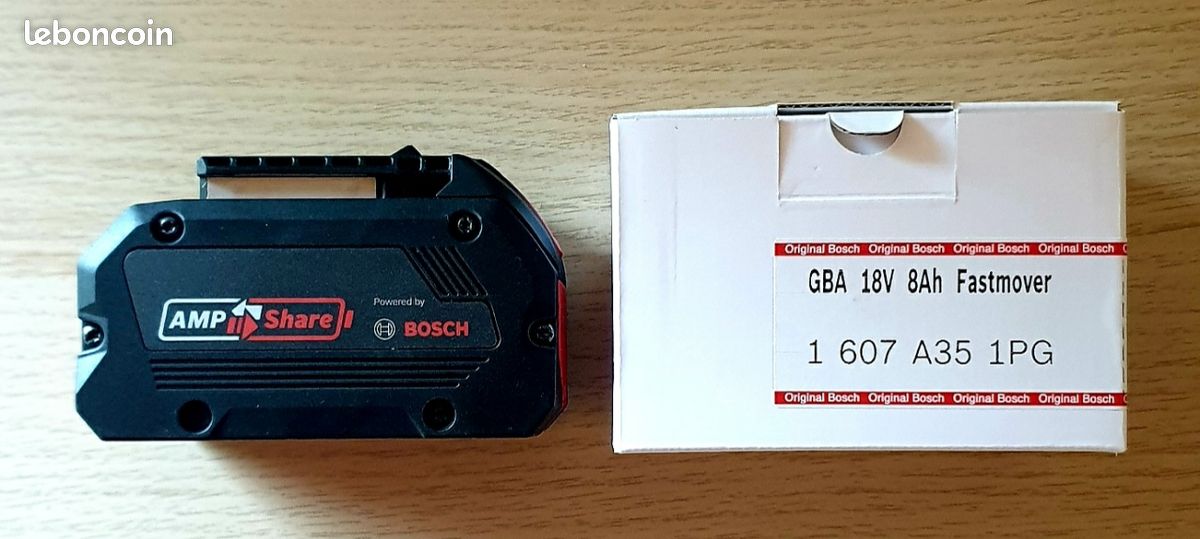 leboncoin
AMP Share
Powered by
BOSCH
Original Bosch Original Bosch Original Bosch Original Bosch
GBA 18V 8Ah Fastmover
1 607 A35 1PG
Original Bosch Original Bosch Original Bosch Original Bosch